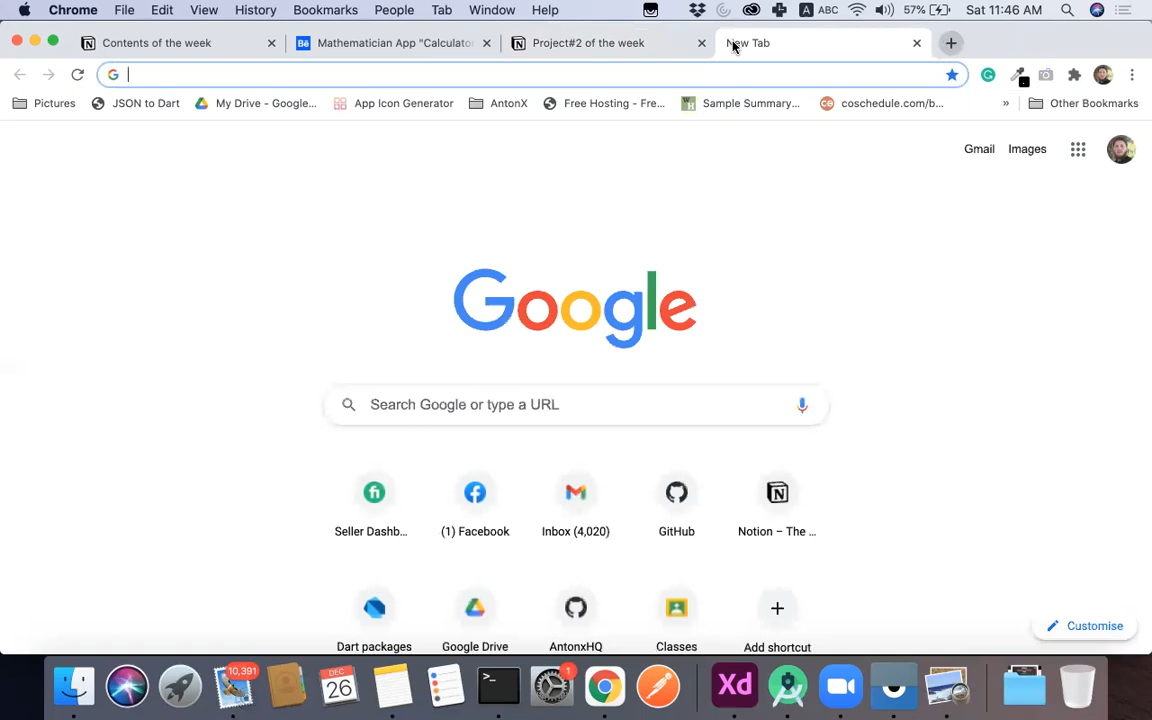 Chrome File Edit View History Bookmarks People Tab Window Help A ABC 57% Sat 11:46 AM
Contents of the week Mathematician App "Calculator Project#2 of the week New Tab
Pictures JSON to Dart My Drive - Google... App Icon Generator AntonX Free Hosting - Fre... Sample Summary... coschedule.com/b... » Other Bookmarks
Gmail Images
Google
Search Google or type a URL
Seller Dashb... (1) Facebook Inbox (4,020) GitHub Notion – The ...
Dart packages Google Drive AntonxHQ Classes Add shortcut
Customise
10,391 DEC 26 1 Xd